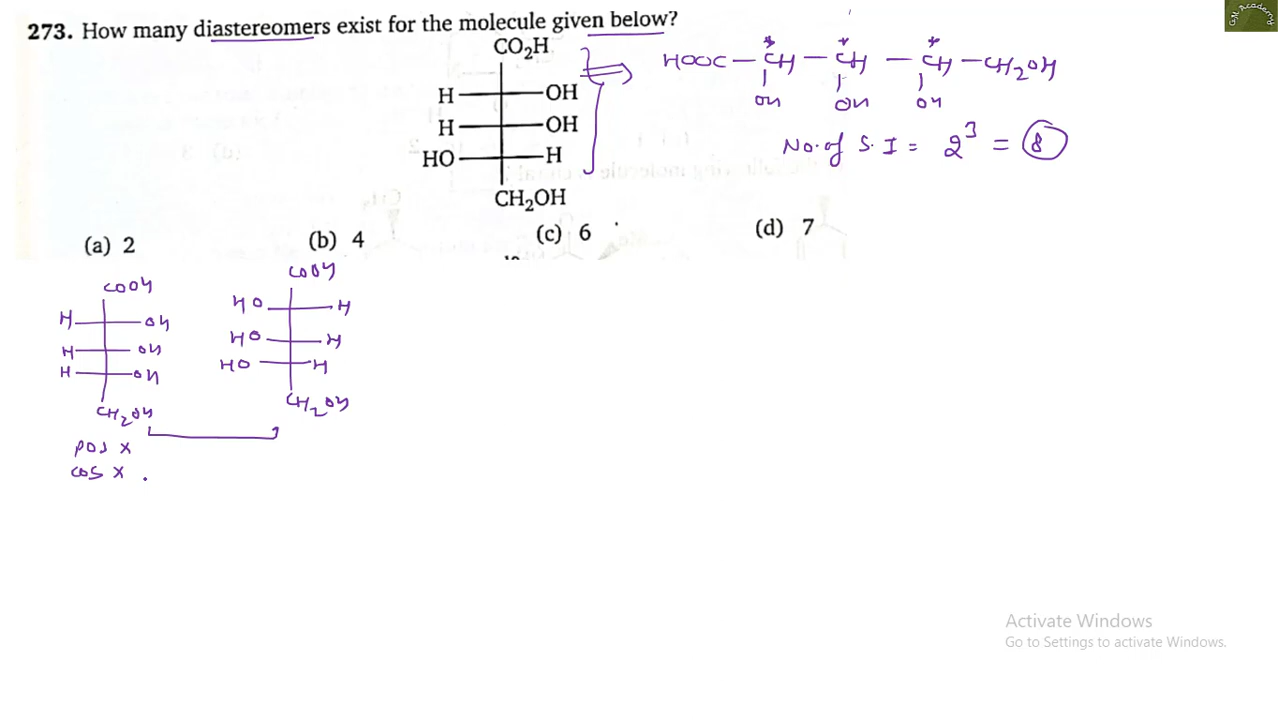 273. How many diastereomers exist for the molecule given below?
CO₂H
H OH
H OH
HO H
CH₂OH
HOOC — CH — CH — CH — CH₂OH
* * *
OH OH OH
No. of S. I = 2³ = 8
(a) 2 (b) 4 (c) 6 (d) 7
COOH
H OH
H OH
H OH
CH₂OH
POS x
COS x .
COOH
HO H
HO H
HO H
CH₂OH
G.M. Academy
Activate Windows
Go to Settings to activate Windows.